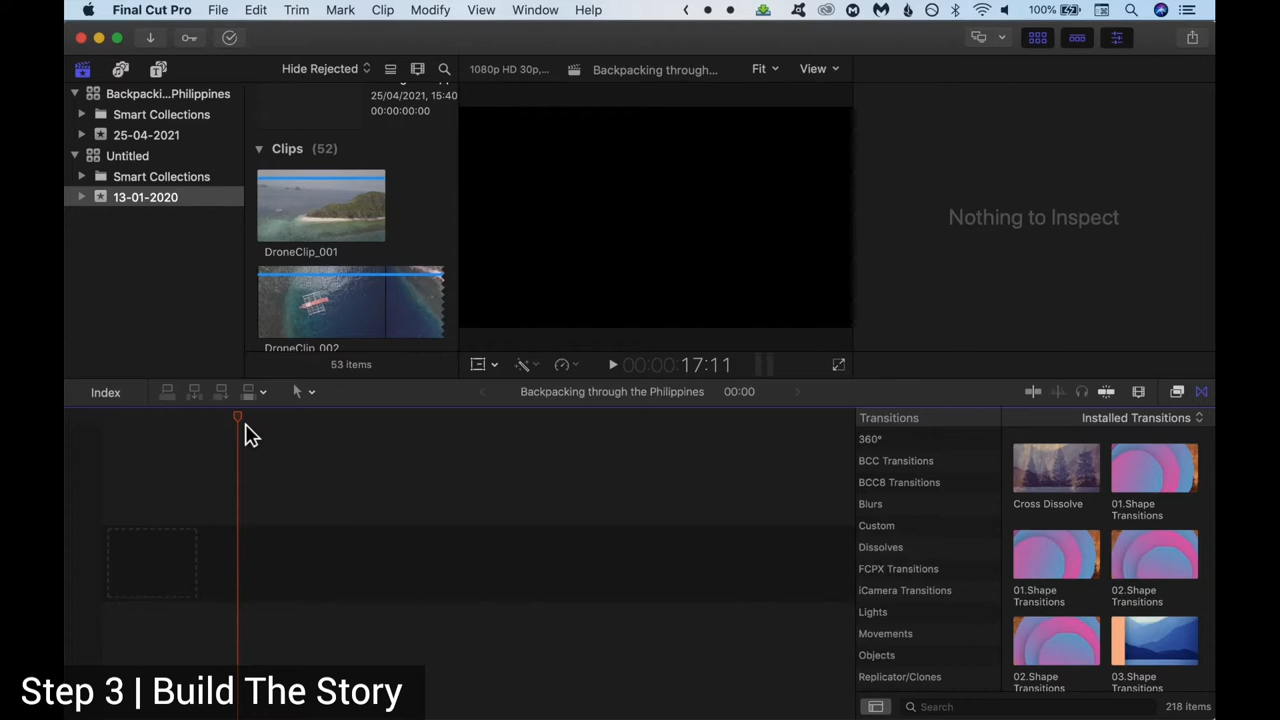 Final Cut Pro File Edit Trim Mark Clip Modify View Window Help 100%
Hide Rejected 1080p HD 30p,... Backpacking through... Fit View
Backpacki...Philippines
Smart Collections
25-04-2021
Untitled
Smart Collections
13-01-2020
25/04/2021, 15:40
00:00:00:00
Clips (52)
DroneClip_001
DroneClip_002
53 items
Nothing to Inspect
00:00:17:11
Index Backpacking through the Philippines 00:00
Transitions Installed Transitions
360°
BCC Transitions
BCC8 Transitions
Blurs
Custom
Dissolves
FCPX Transitions
iCamera Transitions
Lights
Movements
Objects
Replicator/Clones
Cross Dissolve
01.Shape
Transitions
01.Shape
Transitions
02.Shape
Transitions
02.Shape
Transitions
03.Shape
Transitions
Search 218 items
Step 3 | Build The Story